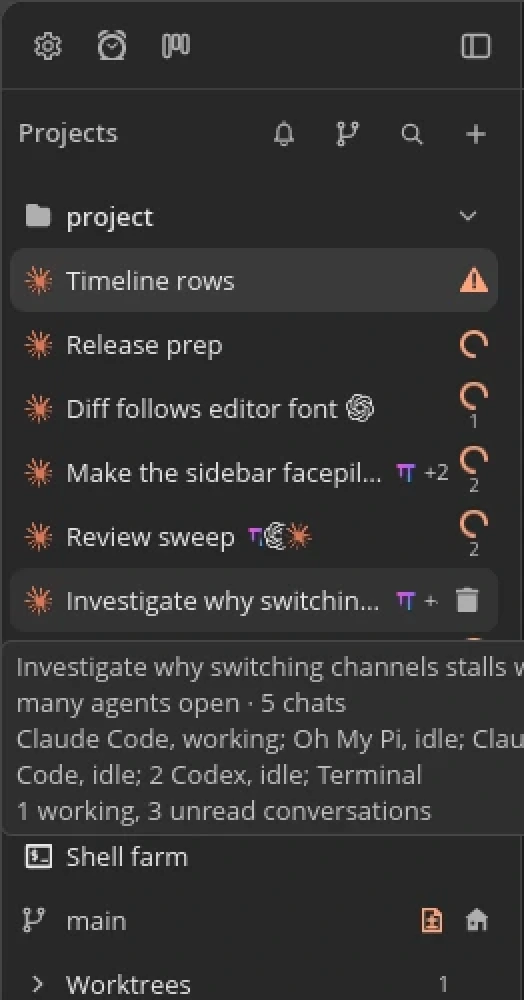 Projects
project
Timeline rows
Release prep
Diff follows editor font
1
Make the sidebar facepil... +2
2
Review sweep
2
Investigate why switchin... +
Investigate why switching channels stalls
many agents open · 5 chats
Claude Code, working; Oh My Pi, idle;
Code, idle; 2 Codex, idle; Terminal
1 working, 3 unread conversations
Shell farm
main
Worktrees 1